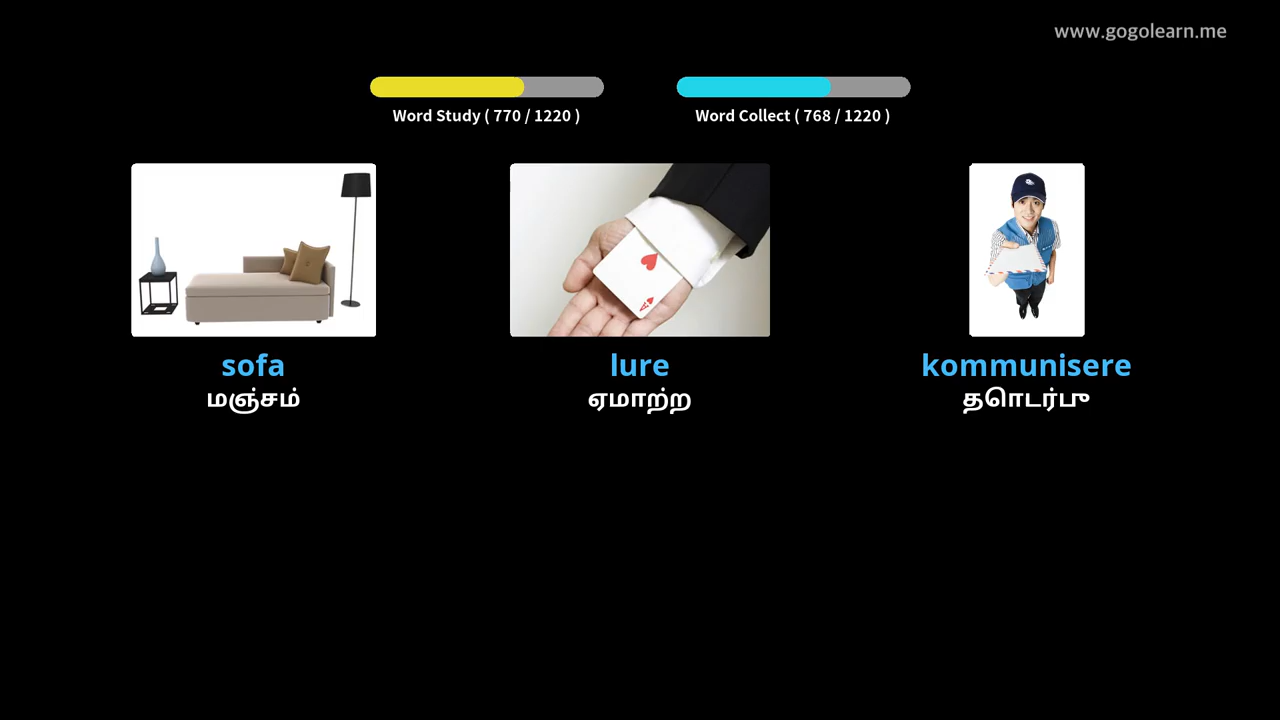 www.gogolearn.me
Word Study ( 770 / 1220 )
Word Collect ( 768 / 1220 )
sofa
lure
kommunisere
மஞ்சம்
ஏமாற்ற
தொடர்பு